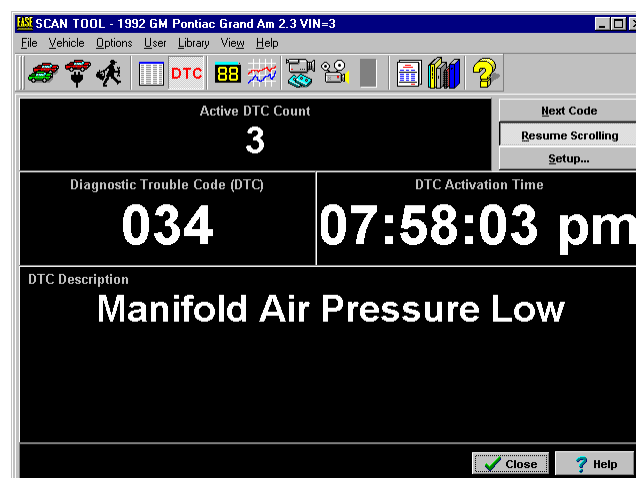 EASE SCAN TOOL - 1992 GM Pontiac Grand Am 2.3 VIN=3
File Vehicle Options User Library View Help
DTC 88
Active DTC Count
3
Next Code
Resume Scrolling
Setup...
Diagnostic Trouble Code (DTC)
034
DTC Activation Time
07:58:03 pm
DTC Description
Manifold Air Pressure Low
Close
? Help